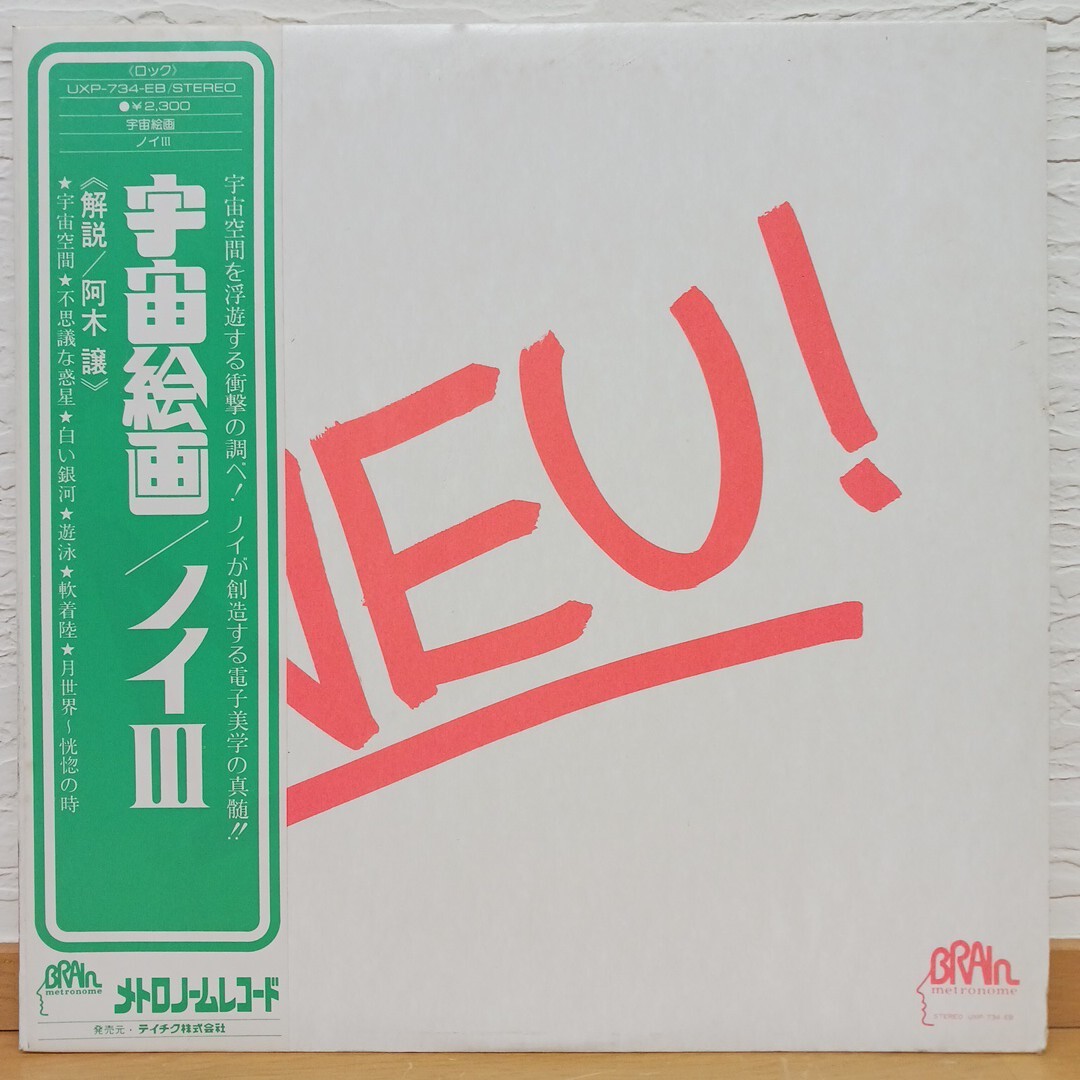 《ロック》
UXP-734-EB/STEREO
●¥2,300
宇宙絵画
ノイIII
宇宙空間を浮遊する衝撃の調べ！ノイが創造する電子美学の真髄!!
宇宙絵画／ノイIII
《解説／阿木 譲》
★宇宙空間★不思議な惑星★白い銀河★遊泳★軟着陸★月世界～恍惚の時
BRAIn
metronome
メトロノームレコード
発売元・テイチク株式会社
NEU!
BRAIn
metronome
STEREO UXP-734-EB